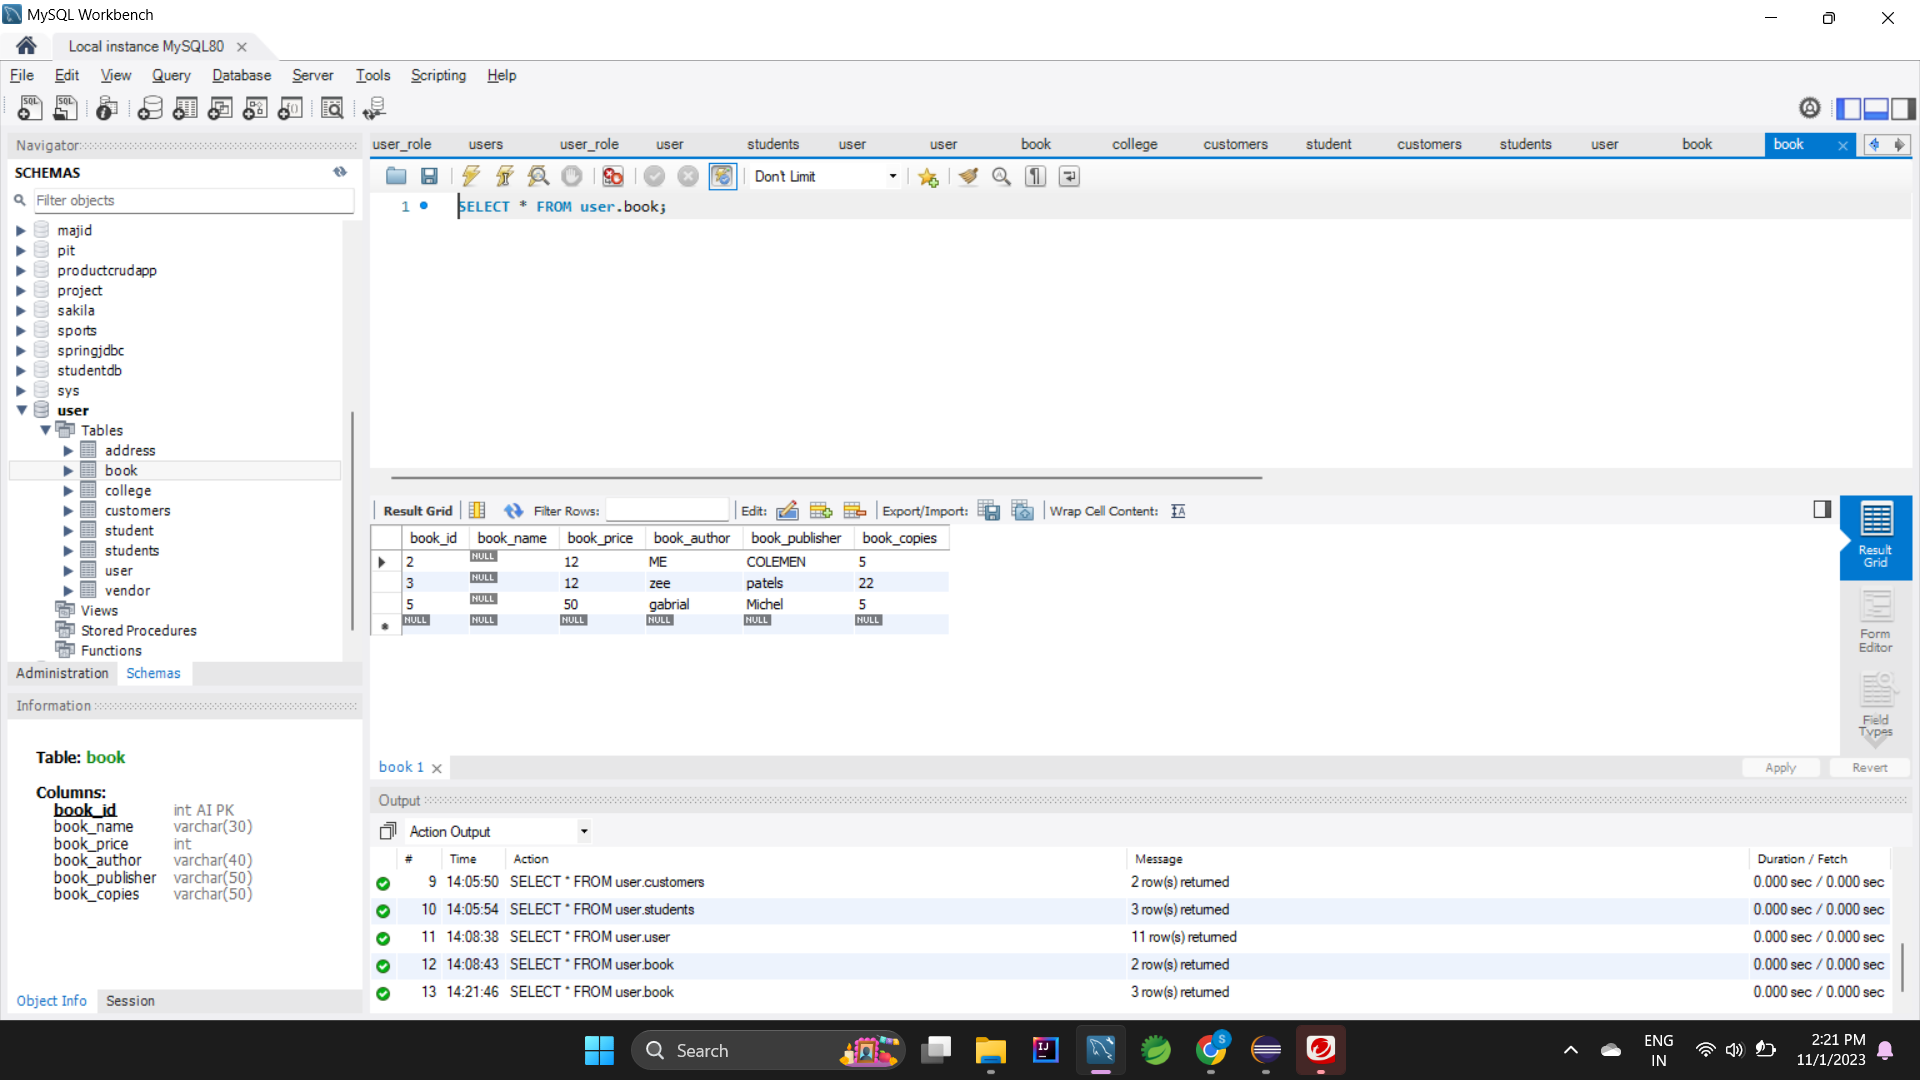 MySQL Workbench
Local instance MySQL80
File Edit View Query Database Server Tools Scripting Help
Navigator
SCHEMAS
Filter objects
majid
pit
productcrudapp
project
sakila
sports
springjdbc
studentdb
sys
user
Tables
address
book
college
customers
student
students
user
vendor
Views
Stored Procedures
Functions
Administration Schemas
Information
Table: book
Columns:
book_id int AI PK
book_name varchar(30)
book_price int
book_author varchar(40)
book_publisher varchar(50)
book_copies varchar(50)
Object Info Session
user_role users user_role user students user user book college customers student customers students user book book
Don't Limit
1 SELECT * FROM user.book;
Result Grid Filter Rows: Edit: Export/Import: Wrap Cell Content:
book_id book_name book_price book_author book_publisher book_copies
2 NULL 12 ME COLEMEN 5
3 NULL 12 zee patels 22
5 NULL 50 gabrial Michel 5
NULL NULL NULL NULL NULL NULL
Result
Grid
Form
Editor
Field
Types
book 1
Apply Revert
Output
Action Output
# Time Action Message Duration / Fetch
9 14:05:50 SELECT * FROM user.customers 2 row(s) returned 0.000 sec / 0.000 sec
10 14:05:54 SELECT * FROM user.students 3 row(s) returned 0.000 sec / 0.000 sec
11 14:08:38 SELECT * FROM user.user 11 row(s) returned 0.000 sec / 0.000 sec
12 14:08:43 SELECT * FROM user.book 2 row(s) returned 0.000 sec / 0.000 sec
13 14:21:46 SELECT * FROM user.book 3 row(s) returned 0.000 sec / 0.000 sec
Search
ENG
IN
2:21 PM
11/1/2023